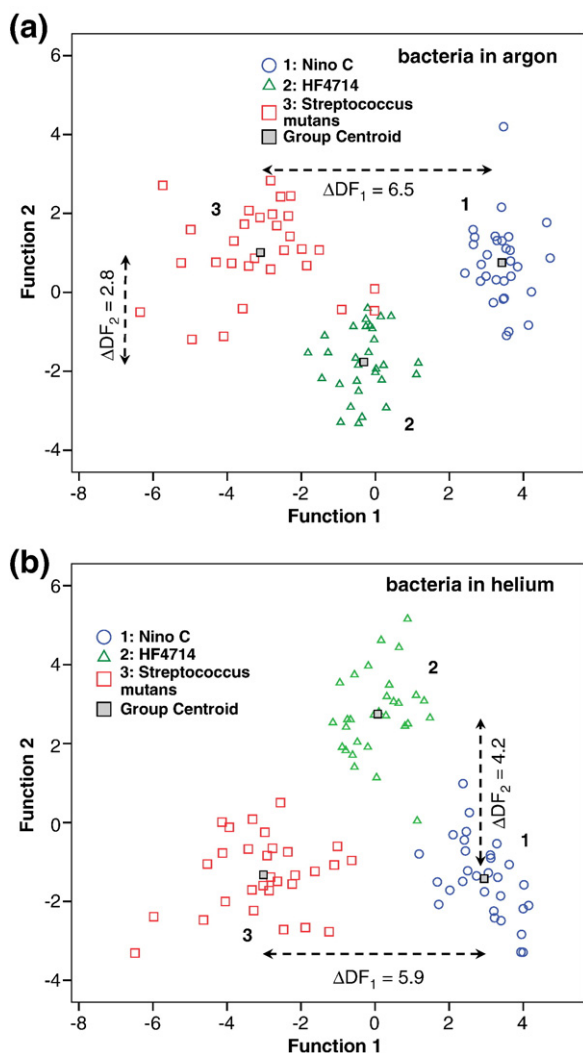 (a)
6
4
2
0
-2
-4
Function 2
bacteria in argon
1: Nino C
2: HF4714
3: Streptococcus
mutans
Group Centroid
ΔDF1 = 6.5
3
1
ΔDF2 = 2.8
2
-8 -6 -4 -2 0 2 4
Function 1
(b)
6
4
2
0
-2
-4
Function 2
bacteria in helium
1: Nino C
2: HF4714
3: Streptococcus
mutans
Group Centroid
2
ΔDF2 = 4.2
1
3
ΔDF1 = 5.9
-8 -6 -4 -2 0 2 4
Function 1